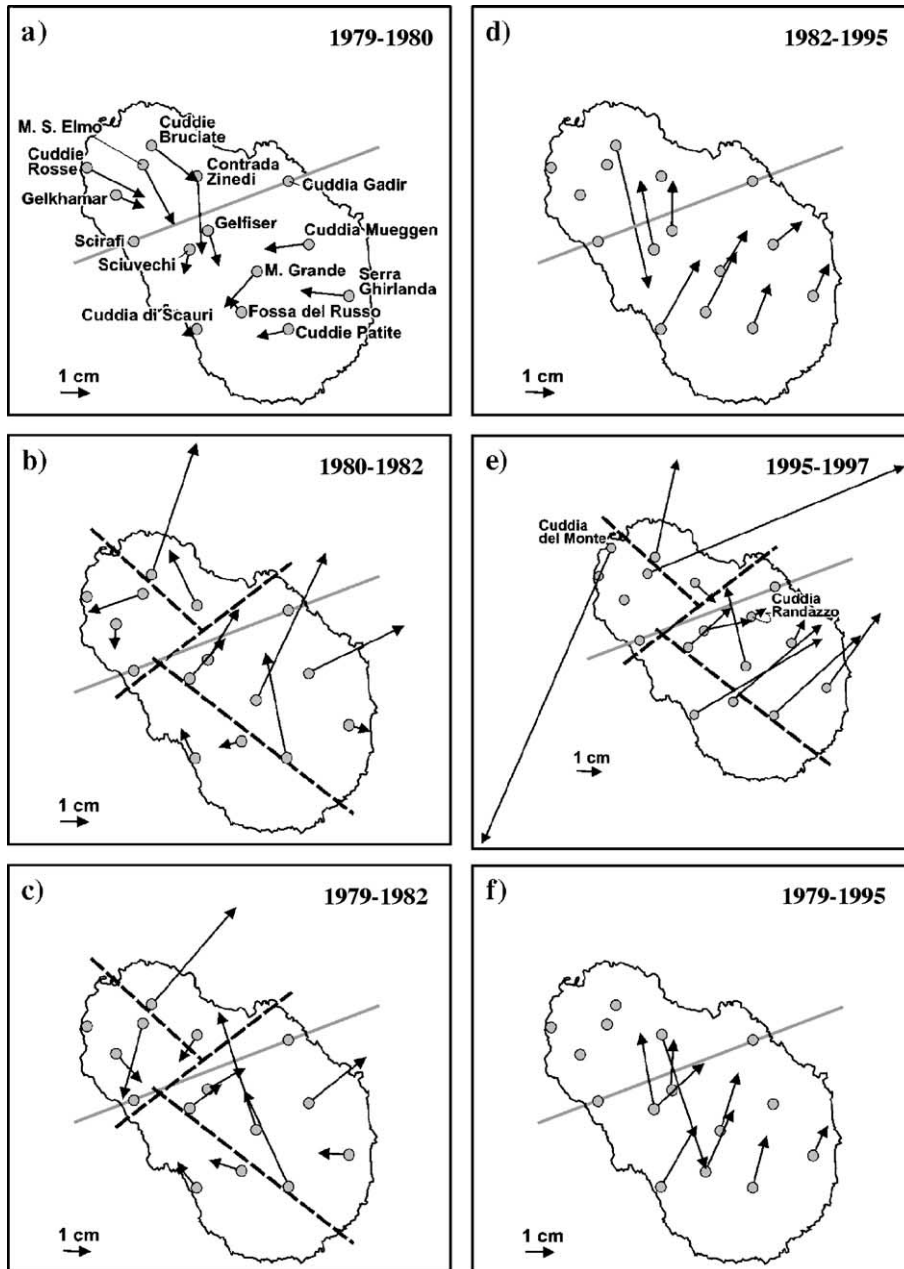 a)
1979-1980
M. S. Elmo
Cuddie
Bruciate
Cuddie
Rosse
Contrada
Zinedi
Cuddia Gadir
Gelkhamar
Gelfiser
Scirafi
Cuddia Mueggen
Sciuvechi
M. Grande
Serra
Ghirlanda
Cuddia di Scauri
Fossa del Russo
Cuddie Patite
1 cm
d)
1982-1995
1 cm
b)
1980-1982
1 cm
e)
1995-1997
Cuddia
del Monte
Cuddia
Randàzzo
1 cm
c)
1979-1982
1 cm
f)
1979-1995
1 cm